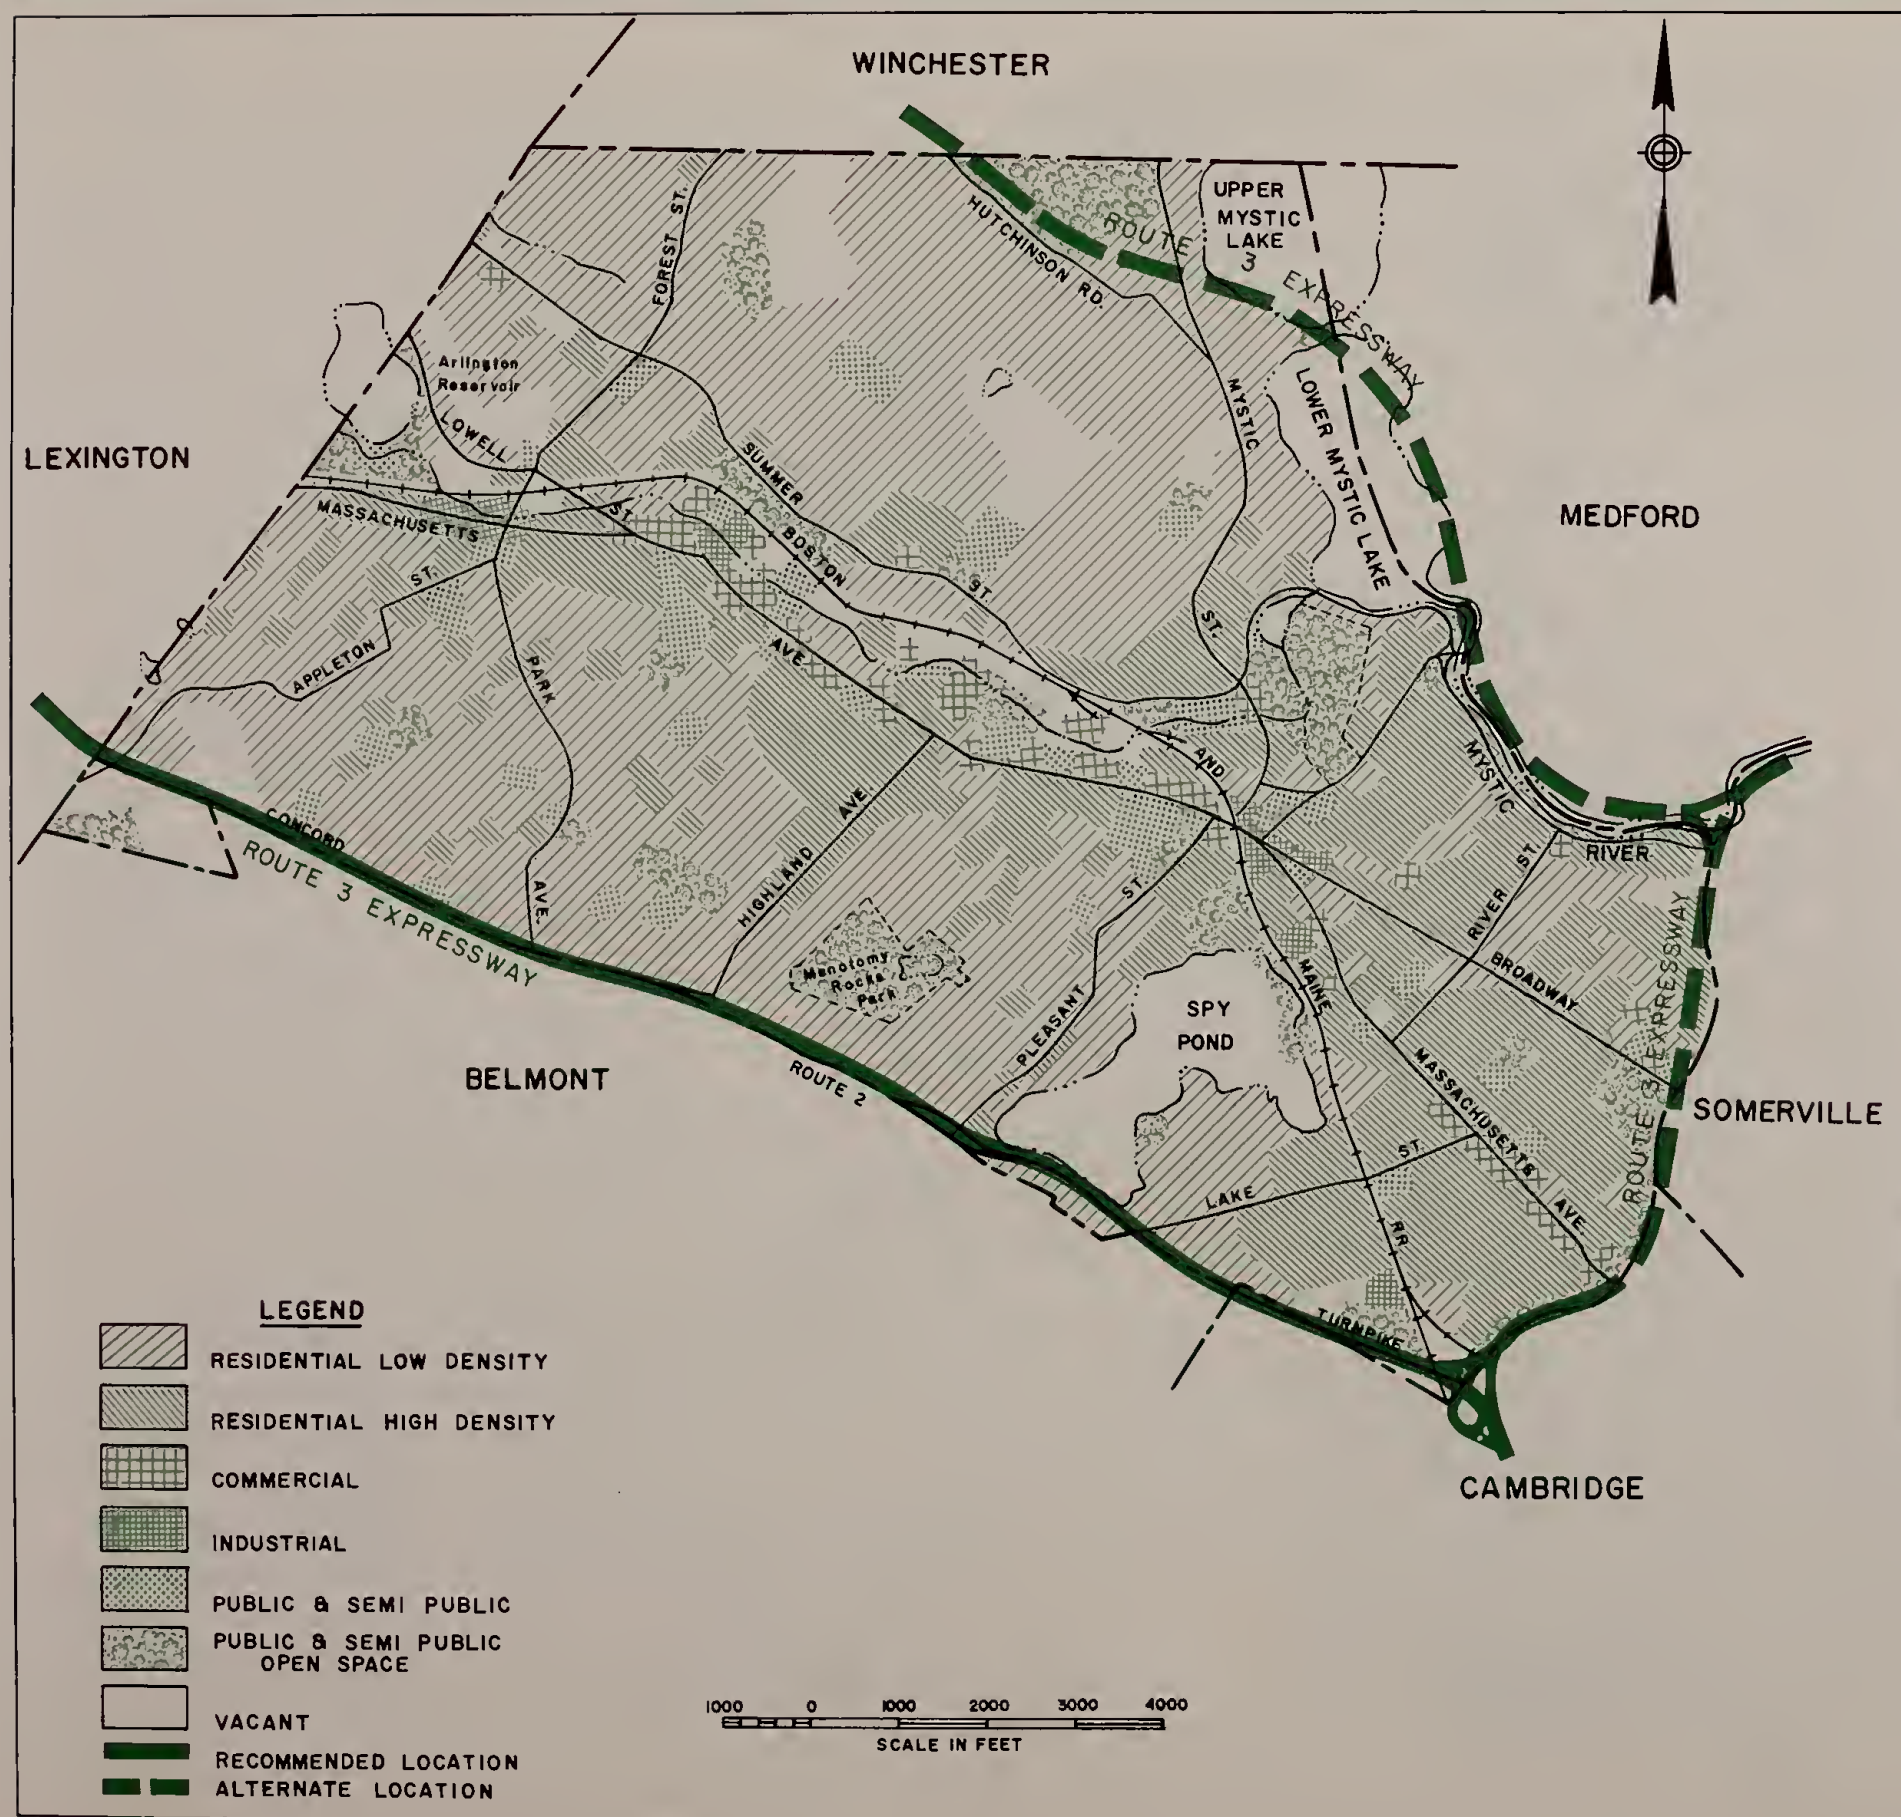 WINCHESTER
UPPER
MYSTIC
LAKE
ROUTE 3 EXPRESSWAY
HUTCHINSON RD.
FOREST ST.
Arlington
Reservoir
LOWELL ST.
LEXINGTON
MASSACHUSETTS AVE
SUMMER ST.
BOSTON AND MAINE RR
MYSTIC ST.
LOWER MYSTIC LAKE
MEDFORD
APPLETON ST.
PARK AVE.
MYSTIC RIVER
CONCORD TURNPIKE
ROUTE 3 EXPRESSWAY
HIGHLAND AVE
Menotomy
Rocks
Park
PLEASANT ST.
SPY
POND
RIVER ST.
BROADWAY
ROUTE 3 EXPRESSWAY
BELMONT
ROUTE 2
MASSACHUSETTS AVE.
SOMERVILLE
LAKE ST.
CAMBRIDGE
LEGEND
RESIDENTIAL LOW DENSITY
RESIDENTIAL HIGH DENSITY
COMMERCIAL
INDUSTRIAL
PUBLIC & SEMI PUBLIC
PUBLIC & SEMI PUBLIC
OPEN SPACE
VACANT
RECOMMENDED LOCATION
ALTERNATE LOCATION
1000 0 1000 2000 3000 4000
SCALE IN FEET